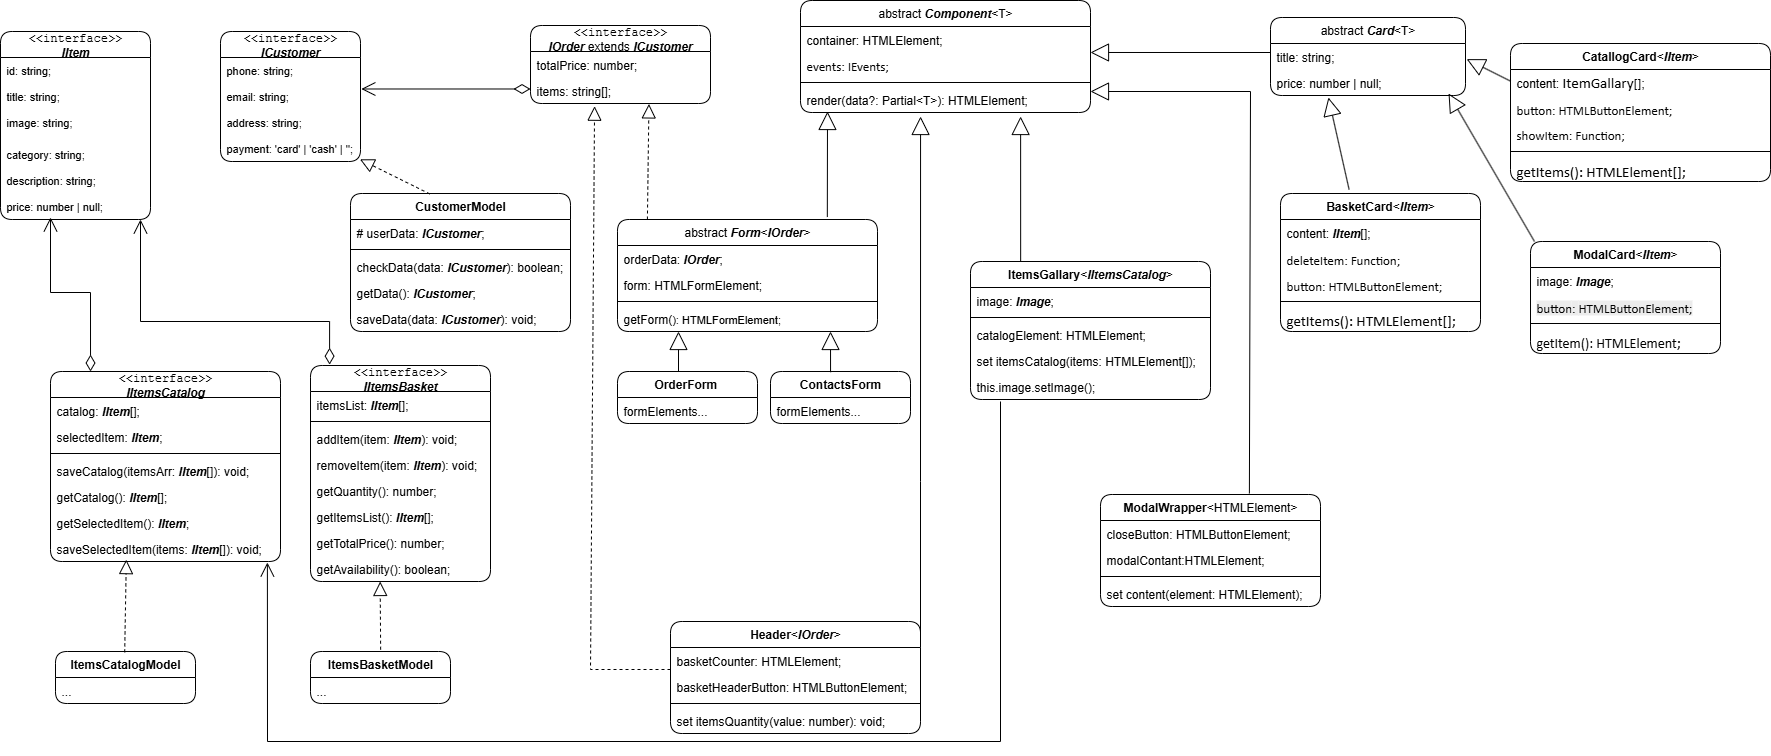 <<interface>>
IItem
id: string;
title: string;
image: string;
category: string;
description: string;
price: number | null;
<<interface>>
ICustomer
phone: string;
email: string;
address: string;
payment: 'card' | 'cash' | '';
<<interface>>
IOrder extends ICustomer
totalPrice: number;
items: string[];
abstract Component<T>
container: HTMLElement;
events: IEvents;
render(data?: Partial<T>): HTMLElement;
abstract Card<T>
title: string;
price: number | null;
CatallogCard<IItem>
content: ItemGallary[];
button: HTMLButtonElement;
showItem: Function;
getItems(): HTMLElement[];
CustomerModel
# userData: ICustomer;
checkData(data: ICustomer): boolean;
getData(): ICustomer;
saveData(data: ICustomer): void;
abstract Form<IOrder>
orderData: IOrder;
form: HTMLFormElement;
getForm(): HTMLFormElement;
ItemsGallary<IItemsCatalog>
image: Image;
catalogElement: HTMLElement;
set itemsCatalog(items: HTMLElement[]);
this.image.setImage();
BasketCard<IItem>
content: IItem[];
deleteItem: Function;
button: HTMLButtonElement;
getItems(): HTMLElement[];
ModalCard<IItem>
image: Image;
button: HTMLButtonElement;
getItem(): HTMLElement;
<<interface>>
IItemsCatalog
catalog: IItem[];
selectedItem: IItem;
saveCatalog(itemsArr: IItem[]): void;
getCatalog(): IItem[];
getSelectedItem(): IItem;
saveSelectedItem(items: IItem[]): void;
<<interface>>
IItemsBasket
itemsList: IItem[];
addItem(item: IItem): void;
removeItem(item: IItem): void;
getQuantity(): number;
getItemsList(): IItem[];
getTotalPrice(): number;
getAvailability(): boolean;
OrderForm
formElements...
ContactsForm
formElements...
ModalWrapper<HTMLElement>
closeButton: HTMLButtonElement;
modalContant:HTMLElement;
set content(element: HTMLElement);
ItemsCatalogModel
...
ItemsBasketModel
...
Header<IOrder>
basketCounter: HTMLElement;
basketHeaderButton: HTMLButtonElement;
set itemsQuantity(value: number): void;